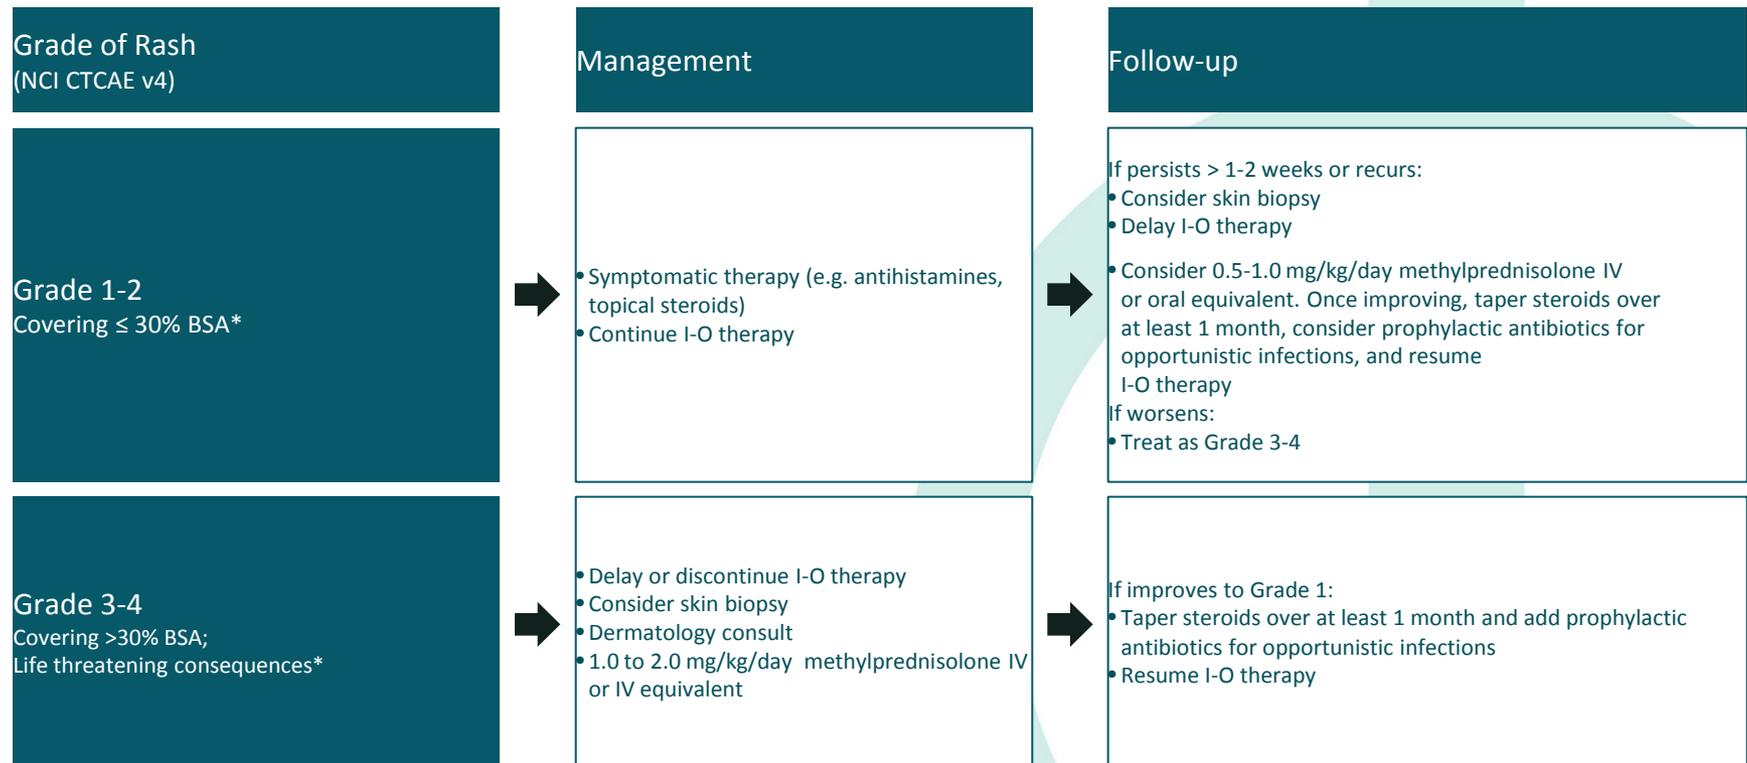 Grade of Rash
(NCI CTCAE v4)
Management
Follow-up
Grade 1-2
Covering ≤ 30% BSA*
• Symptomatic therapy (e.g. antihistamines,
topical steroids)
• Continue I-O therapy
If persists > 1-2 weeks or recurs:
• Consider skin biopsy
• Delay I-O therapy
• Consider 0.5-1.0 mg/kg/day methylprednisolone IV
or oral equivalent. Once improving, taper steroids over
at least 1 month, consider prophylactic antibiotics for
opportunistic infections, and resume
I-O therapy
If worsens:
• Treat as Grade 3-4
Grade 3-4
Covering >30% BSA;
Life threatening consequences*
• Delay or discontinue I-O therapy
• Consider skin biopsy
• Dermatology consult
• 1.0 to 2.0 mg/kg/day methylprednisolone IV
or IV equivalent
If improves to Grade 1:
• Taper steroids over at least 1 month and add prophylactic
antibiotics for opportunistic infections
• Resume I-O therapy